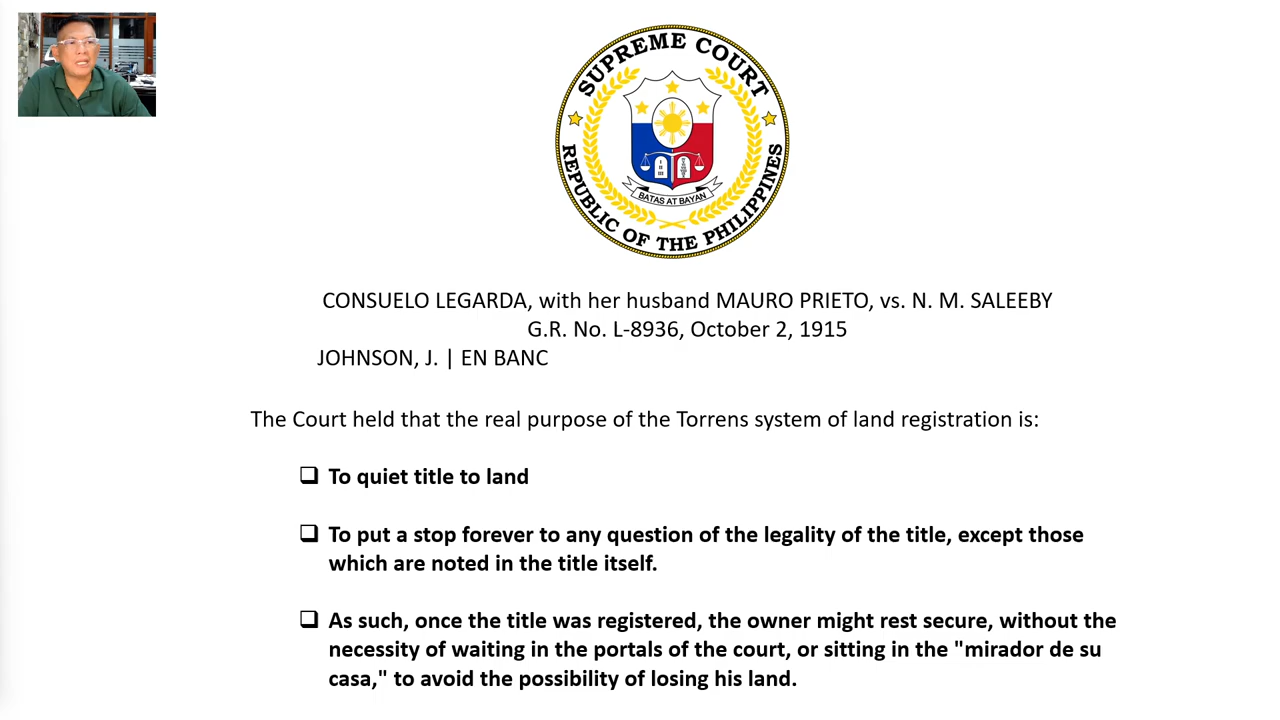 SUPREME COURT
REPUBLIC OF THE PHILIPPINES
BATAS AT BAYAN
CONSUELO LEGARDA, with her husband MAURO PRIETO, vs. N. M. SALEEBY
G.R. No. L-8936, October 2, 1915
JOHNSON, J. | EN BANC
The Court held that the real purpose of the Torrens system of land registration is:
❑ To quiet title to land
❑ To put a stop forever to any question of the legality of the title, except those
which are noted in the title itself.
❑ As such, once the title was registered, the owner might rest secure, without the
necessity of waiting in the portals of the court, or sitting in the "mirador de su
casa," to avoid the possibility of losing his land.